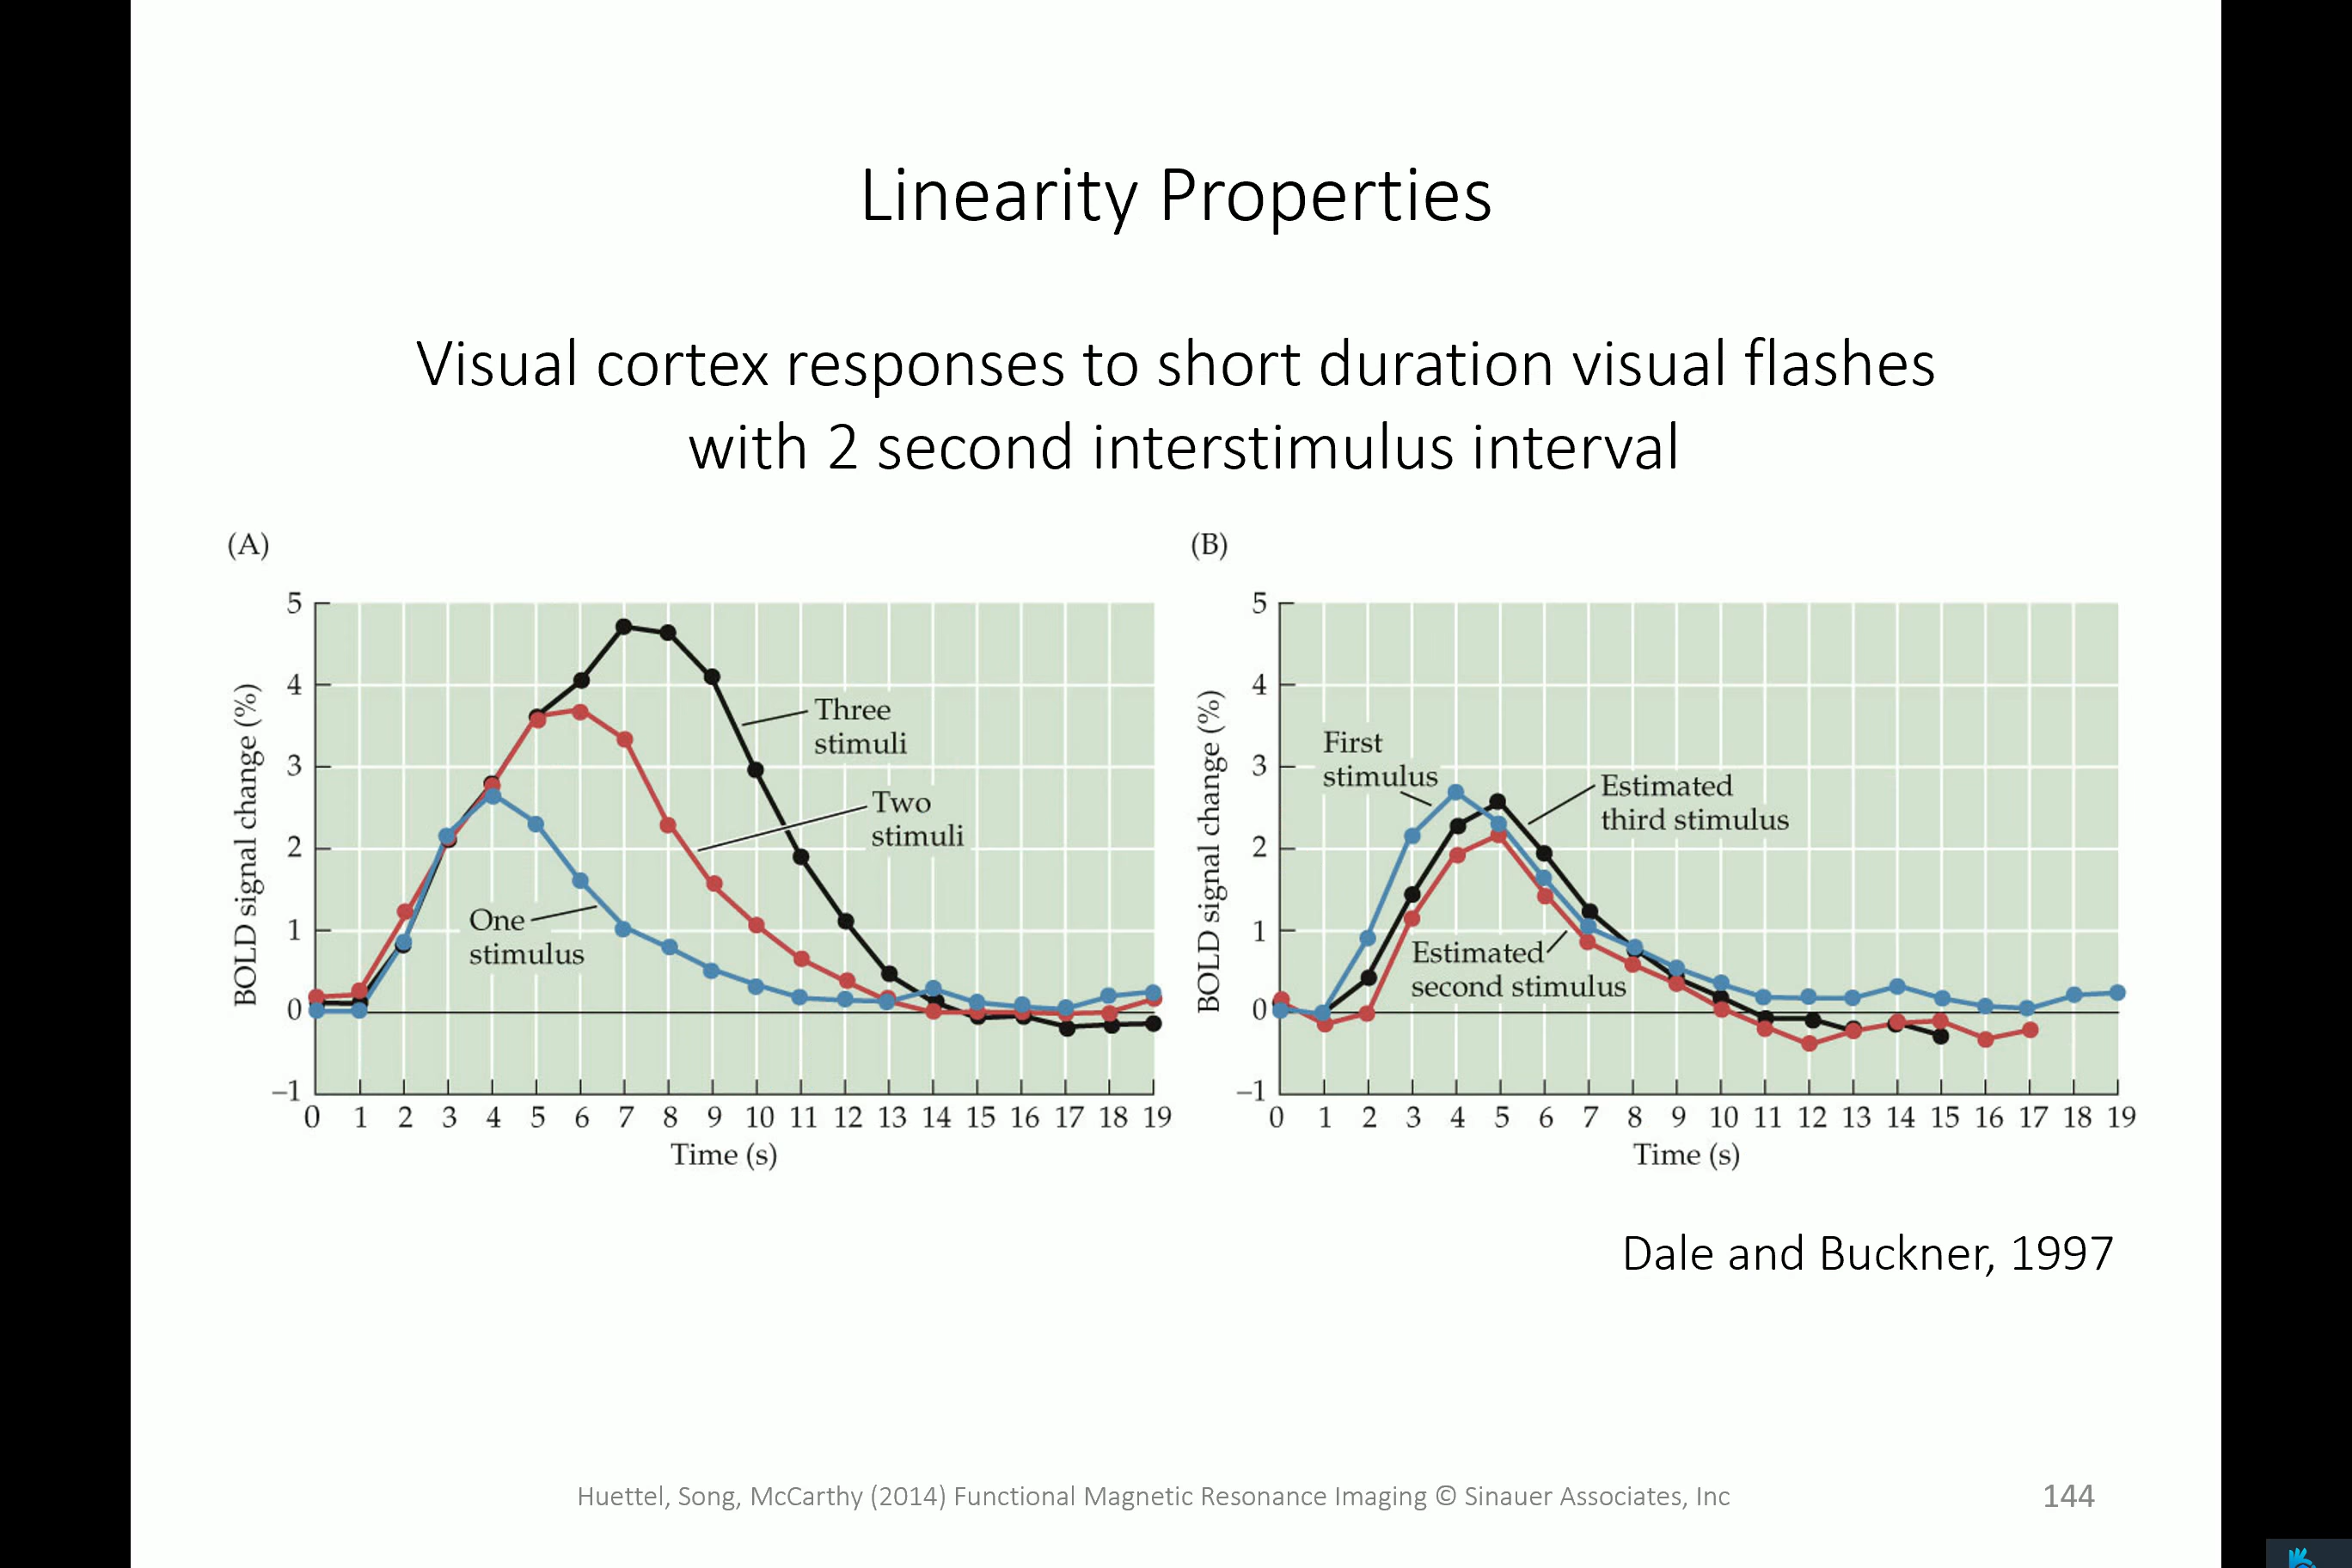 Linearity Properties
Visual cortex responses to short duration visual flashes
with 2 second interstimulus interval
(A)
5
4
3
2
1
0
–1
BOLD signal change (%)
Three
stimuli
Two
stimuli
One
stimulus
0 1 2 3 4 5 6 7 8 9 10 11 12 13 14 15 16 17 18 19
Time (s)
(B)
5
4
3
2
1
0
–1
BOLD signal change (%)
First
stimulus
Estimated
third stimulus
Estimated
second stimulus
0 1 2 3 4 5 6 7 8 9 10 11 12 13 14 15 16 17 18 19
Time (s)
Dale and Buckner, 1997
Huettel, Song, McCarthy (2014) Functional Magnetic Resonance Imaging © Sinauer Associates, Inc
144